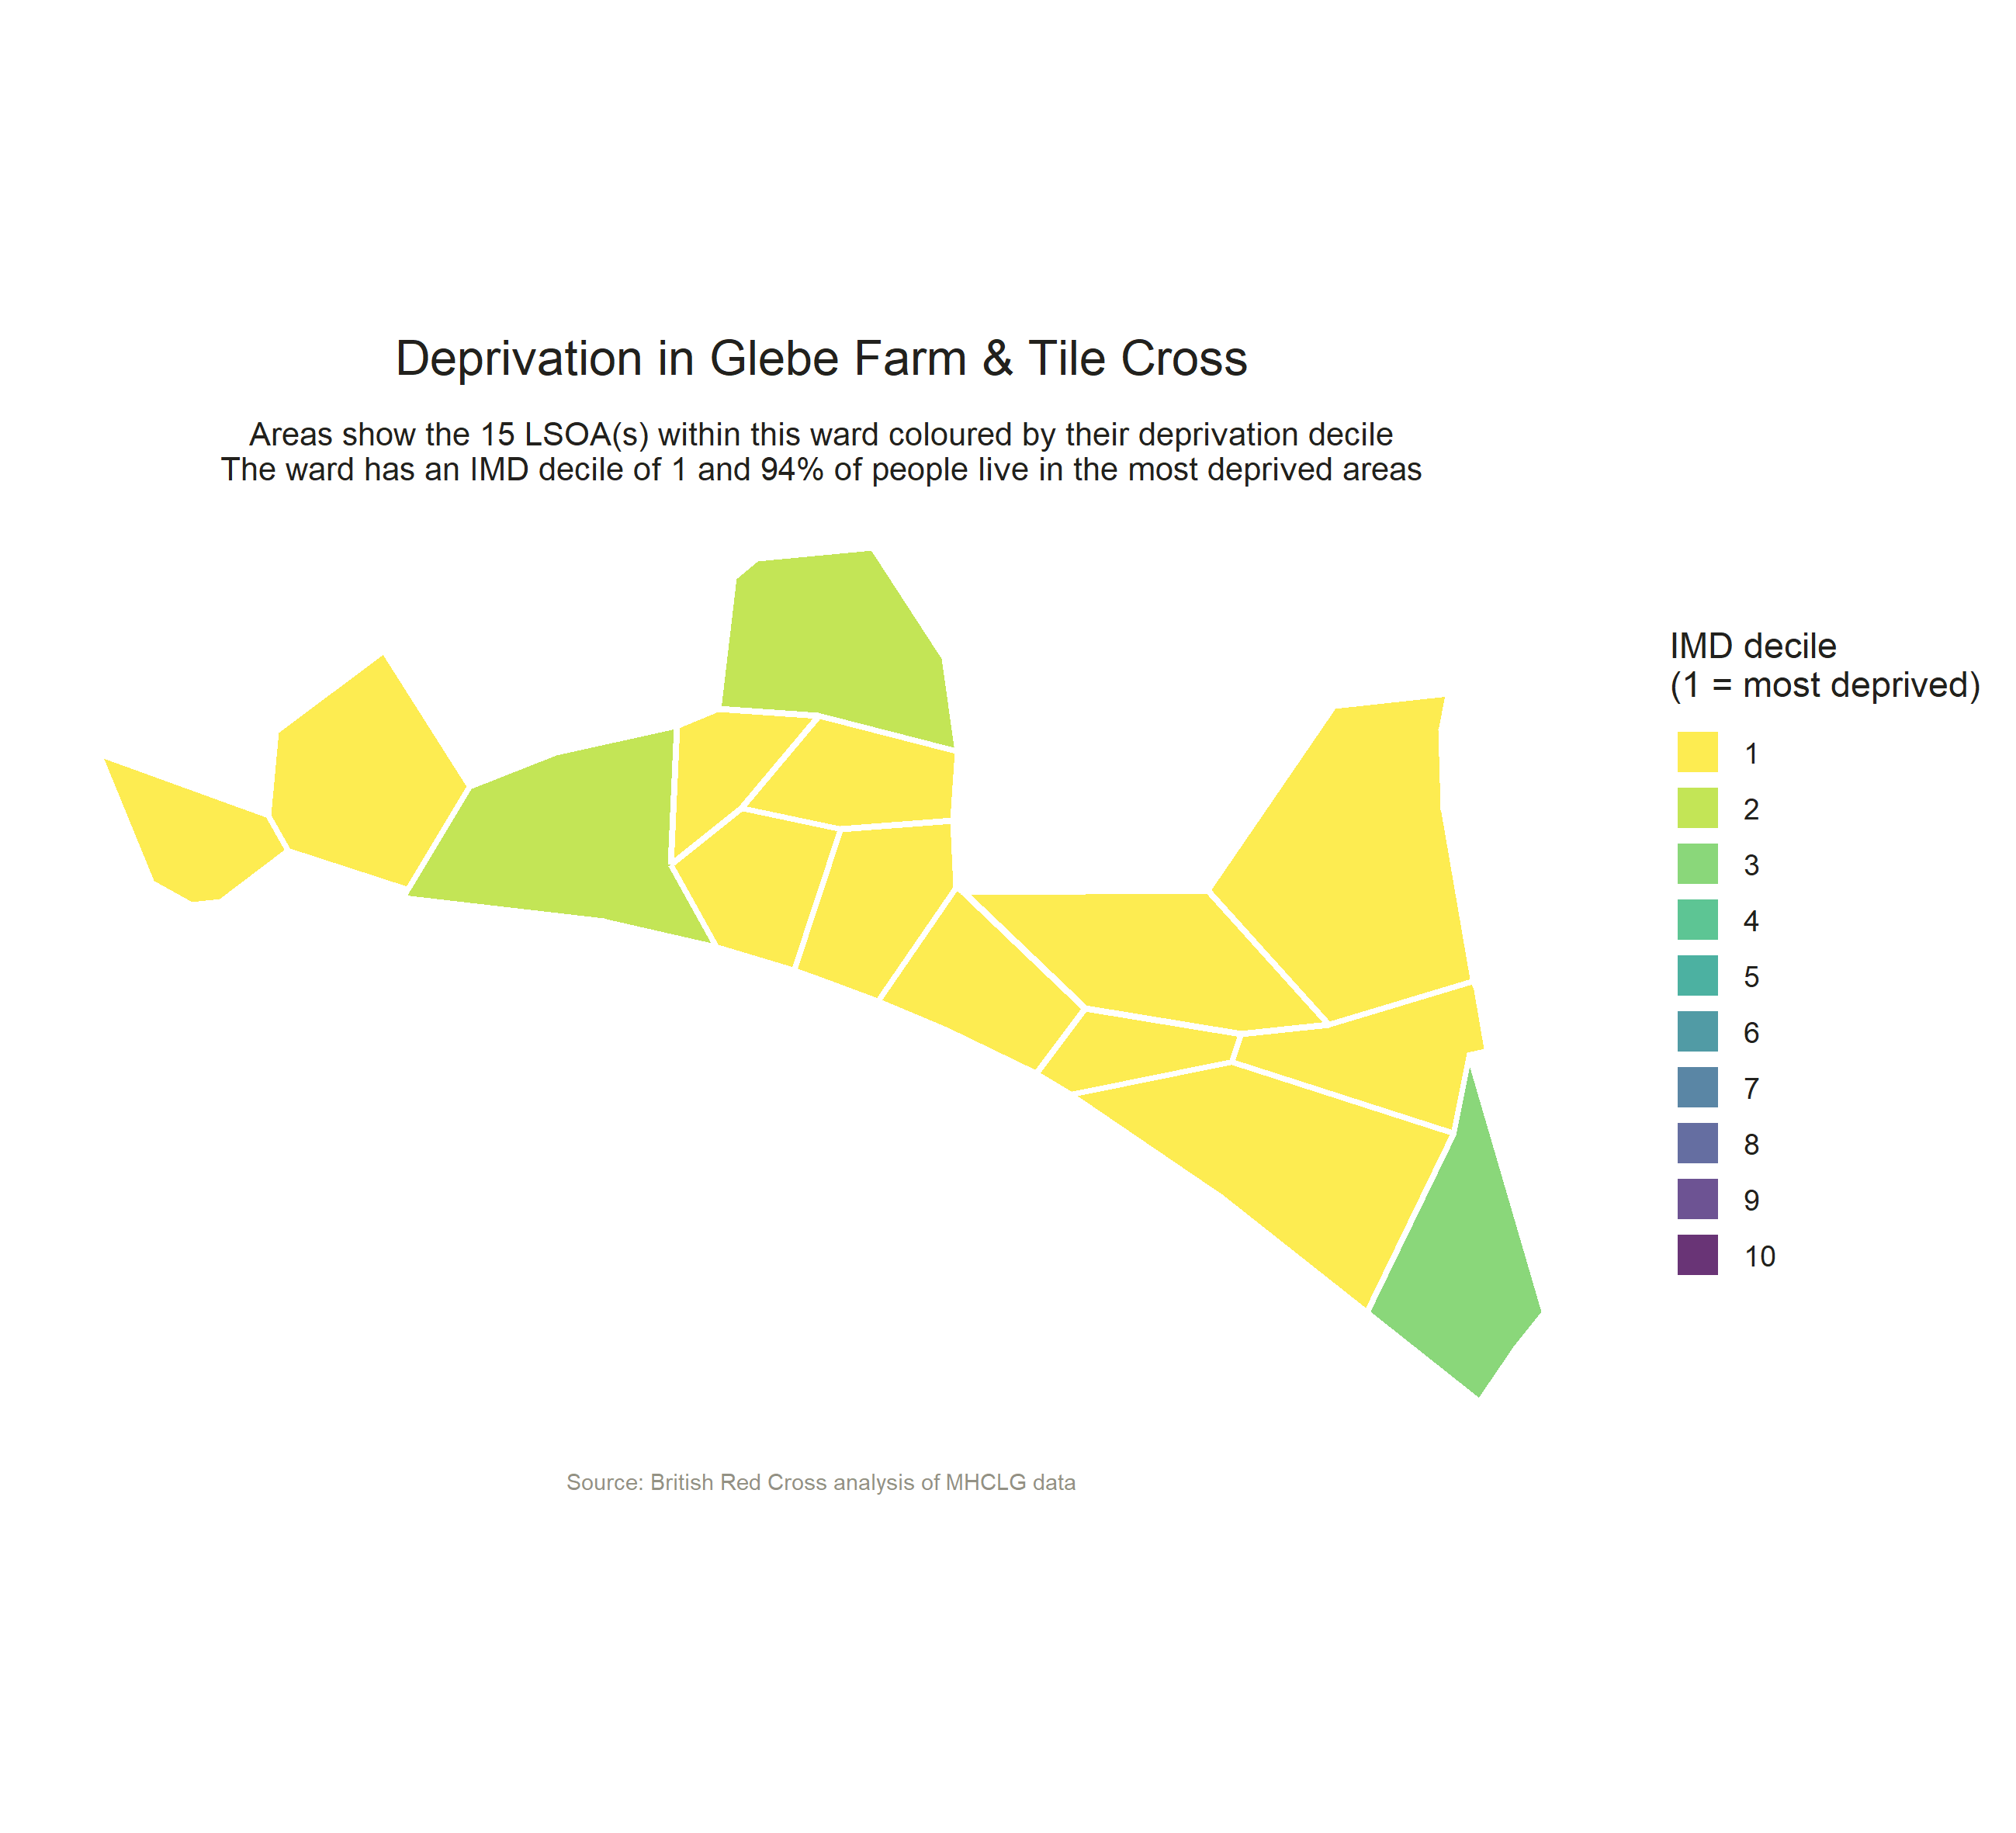 Deprivation in Glebe Farm & Tile Cross
Areas show the 15 LSOA(s) within this ward coloured by their deprivation decile
The ward has an IMD decile of 1 and 94% of people live in the most deprived areas
IMD decile
(1 = most deprived)
1
2
3
4
5
6
7
8
9
10
Source: British Red Cross analysis of MHCLG data